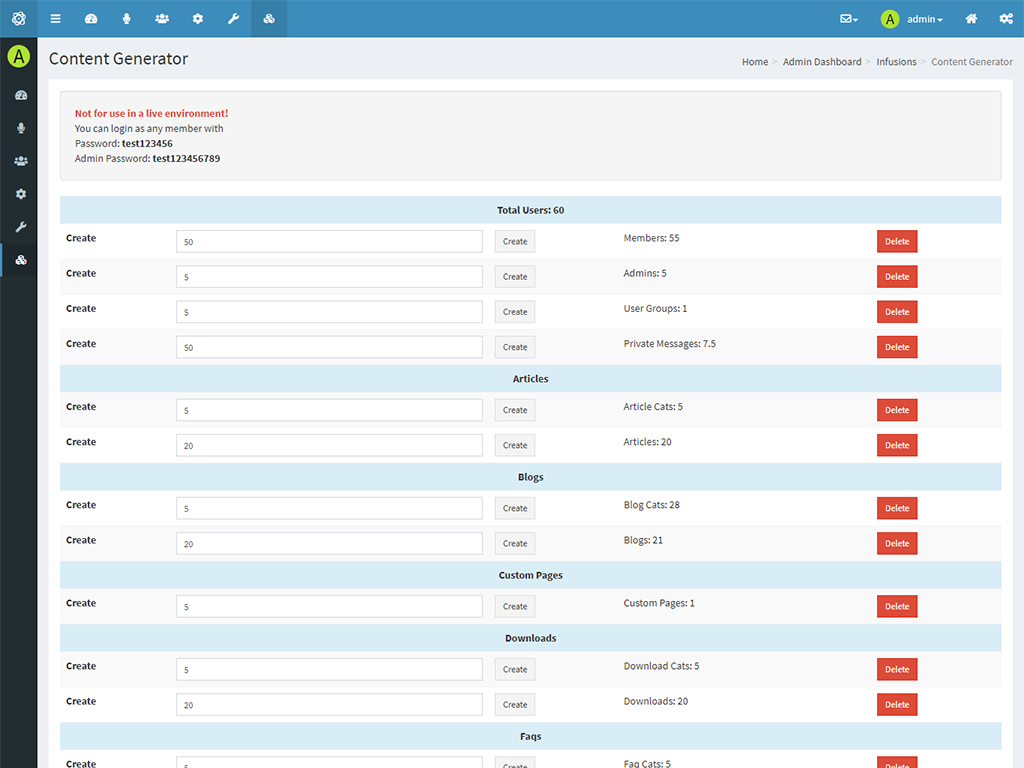 A admin
A
Content Generator
Home > Admin Dashboard > Infusions > Content Generator
Not for use in a live environment!
You can login as any member with
Password: test123456
Admin Password: test123456789
Total Users: 60
Create 50 Create Members: 55 Delete
Create 5 Create Admins: 5 Delete
Create 5 Create User Groups: 1 Delete
Create 50 Create Private Messages: 7.5 Delete
Articles
Create 5 Create Article Cats: 5 Delete
Create 20 Create Articles: 20 Delete
Blogs
Create 5 Create Blog Cats: 28 Delete
Create 20 Create Blogs: 21 Delete
Custom Pages
Create 5 Create Custom Pages: 1 Delete
Downloads
Create 5 Create Download Cats: 5 Delete
Create 20 Create Downloads: 20 Delete
Faqs
Create 5 Create Faq Cats: 5 Delete